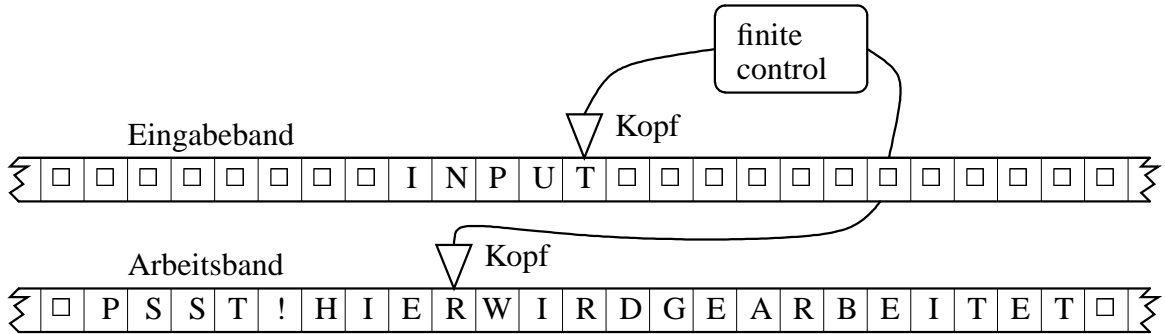 finite
control
Kopf
Eingabeband
□ □ □ □ □ □ □ □ I N P U T □ □ □ □ □ □ □ □ □ □ □ □
Kopf
Arbeitsband
□ P S S T ! H I E R W I R D G E A R B E I T E T □